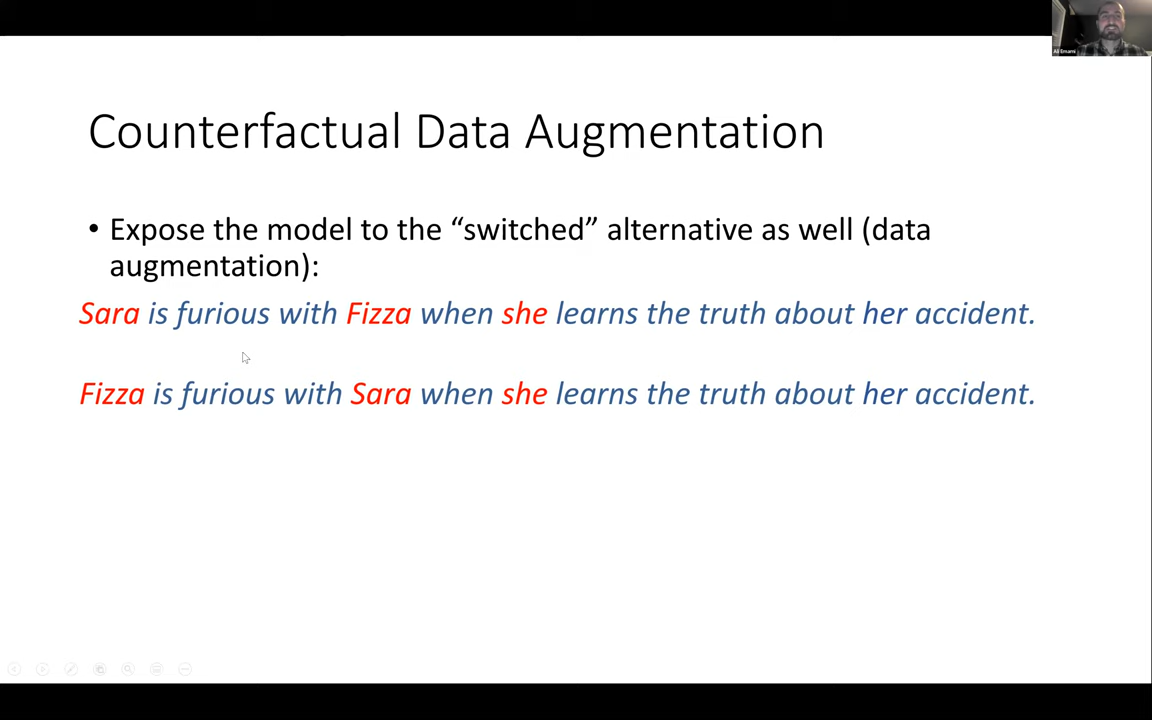 Ali Emami
Counterfactual Data Augmentation
• Expose the model to the “switched” alternative as well (data
augmentation):
Sara is furious with Fizza when she learns the truth about her accident.
Fizza is furious with Sara when she learns the truth about her accident.